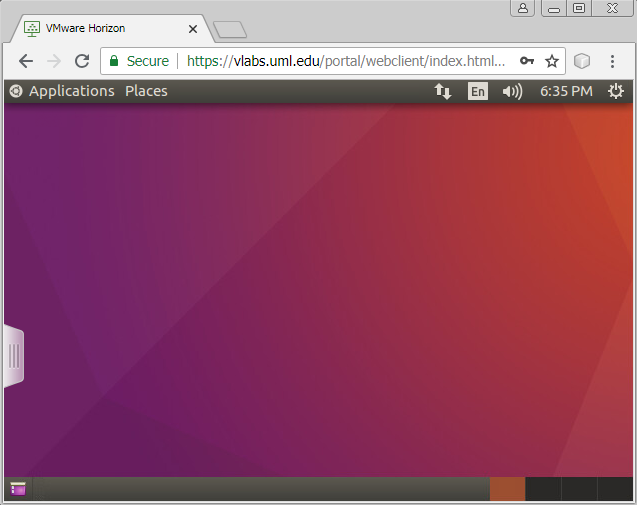 VMware Horizon
Secure https://vlabs.uml.edu/portal/webclient/index.html...
Applications Places En 6:35 PM